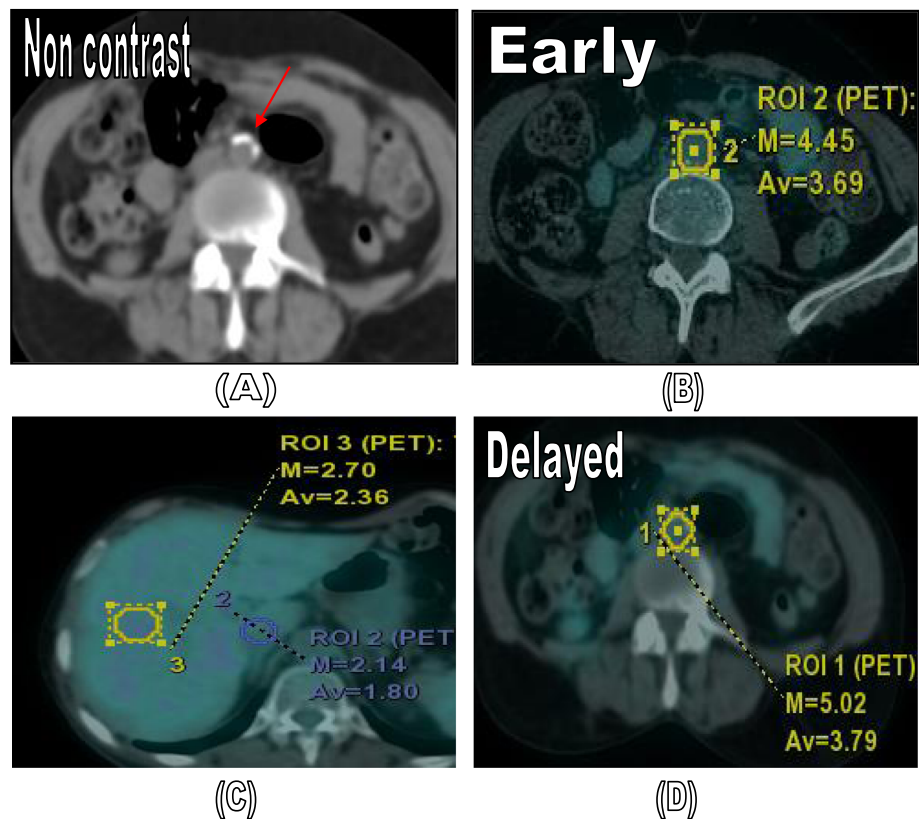 Non contrast
(A)
Early
ROI 2 (PET):
2
M=4.45
Av=3.69
(B)
ROI 3 (PET):
M=2.70
Av=2.36
2
3
ROI 2 (PET
M=2.14
Av=1.80
(C)
Delayed
1
ROI 1 (PET)
M=5.02
Av=3.79
(D)